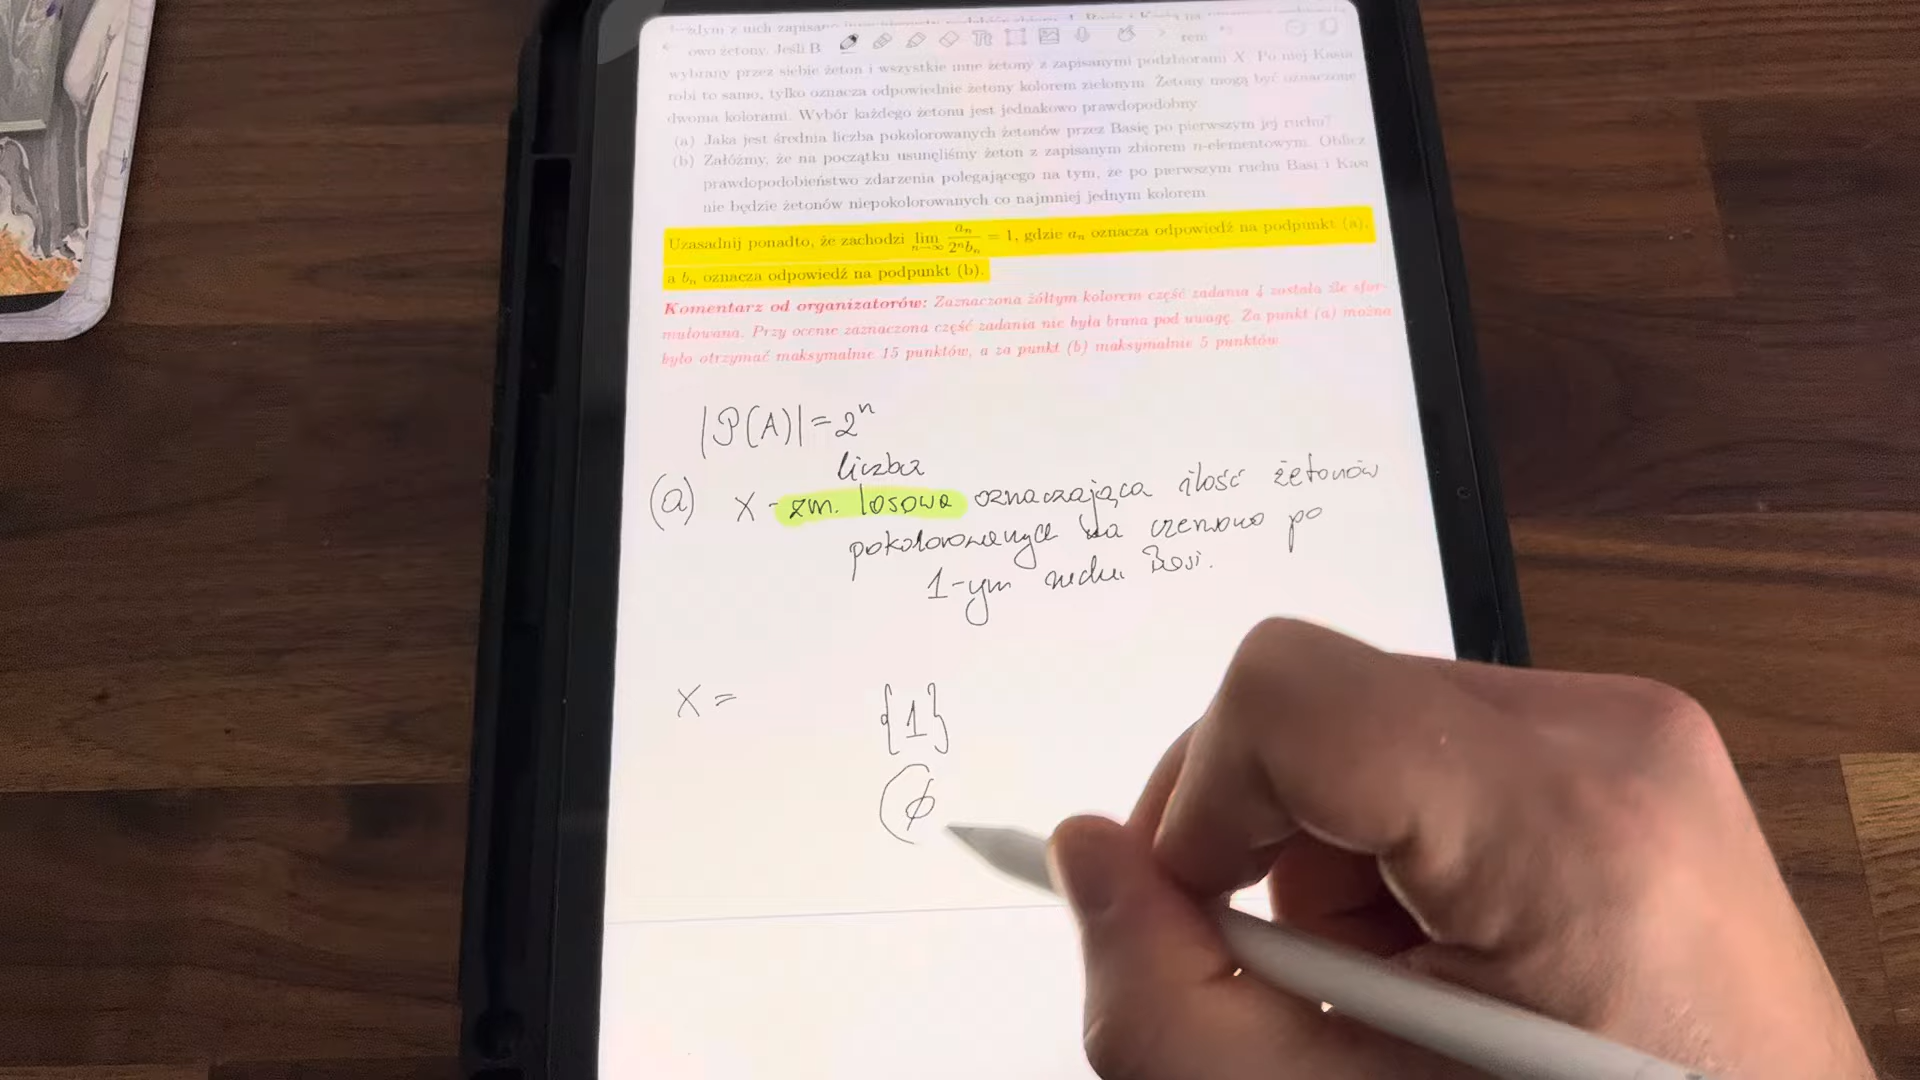 owo żetony. Jeśli B rem
wybrany przez siebie żeton i wszystkie inne żetony z zapisanymi podzbiorami X. Po niej Kasia
robi to samo, tylko oznacza odpowiednie żetony kolorem zielonym. Żetony mogą być oznaczone
dwoma kolorami. Wybór każdego żetonu jest jednakowo prawdopodobny.
(a) Jaka jest średnia liczba pokolorowanych żetonów przez Basię po pierwszym jej ruchu?
(b) Załóżmy, że na początku usunęliśmy żeton z zapisanym zbiorem n-elementowym. Oblicz
prawdopodobieństwo zdarzenia polegającego na tym, że po pierwszym ruchu Basi i Kasi
nie będzie żetonów niepokolorowanych co najmniej jednym kolorem.
Uzasadnij ponadto, że zachodzi lim n→∞ aₙ/2ⁿbₙ = 1, gdzie aₙ oznacza odpowiedź na podpunkt (a),
a bₙ oznacza odpowiedź na podpunkt (b).
Komentarz od organizatorów: Zaznaczona żółtym kolorem część zadania 4 została źle sfor-
mułowana. Przy ocenie zaznaczona część zadania nie była brana pod uwagę. Za punkt (a) można
było otrzymać maksymalnie 15 punktów, a za punkt (b) maksymalnie 5 punktów.
|P(A)| = 2ⁿ
liczba
(a) X - zm. losowa oznaczająca ilość żetonów
pokolorowanych na czerwono po
1-ym ruchu Basi.
X = {1}
∅